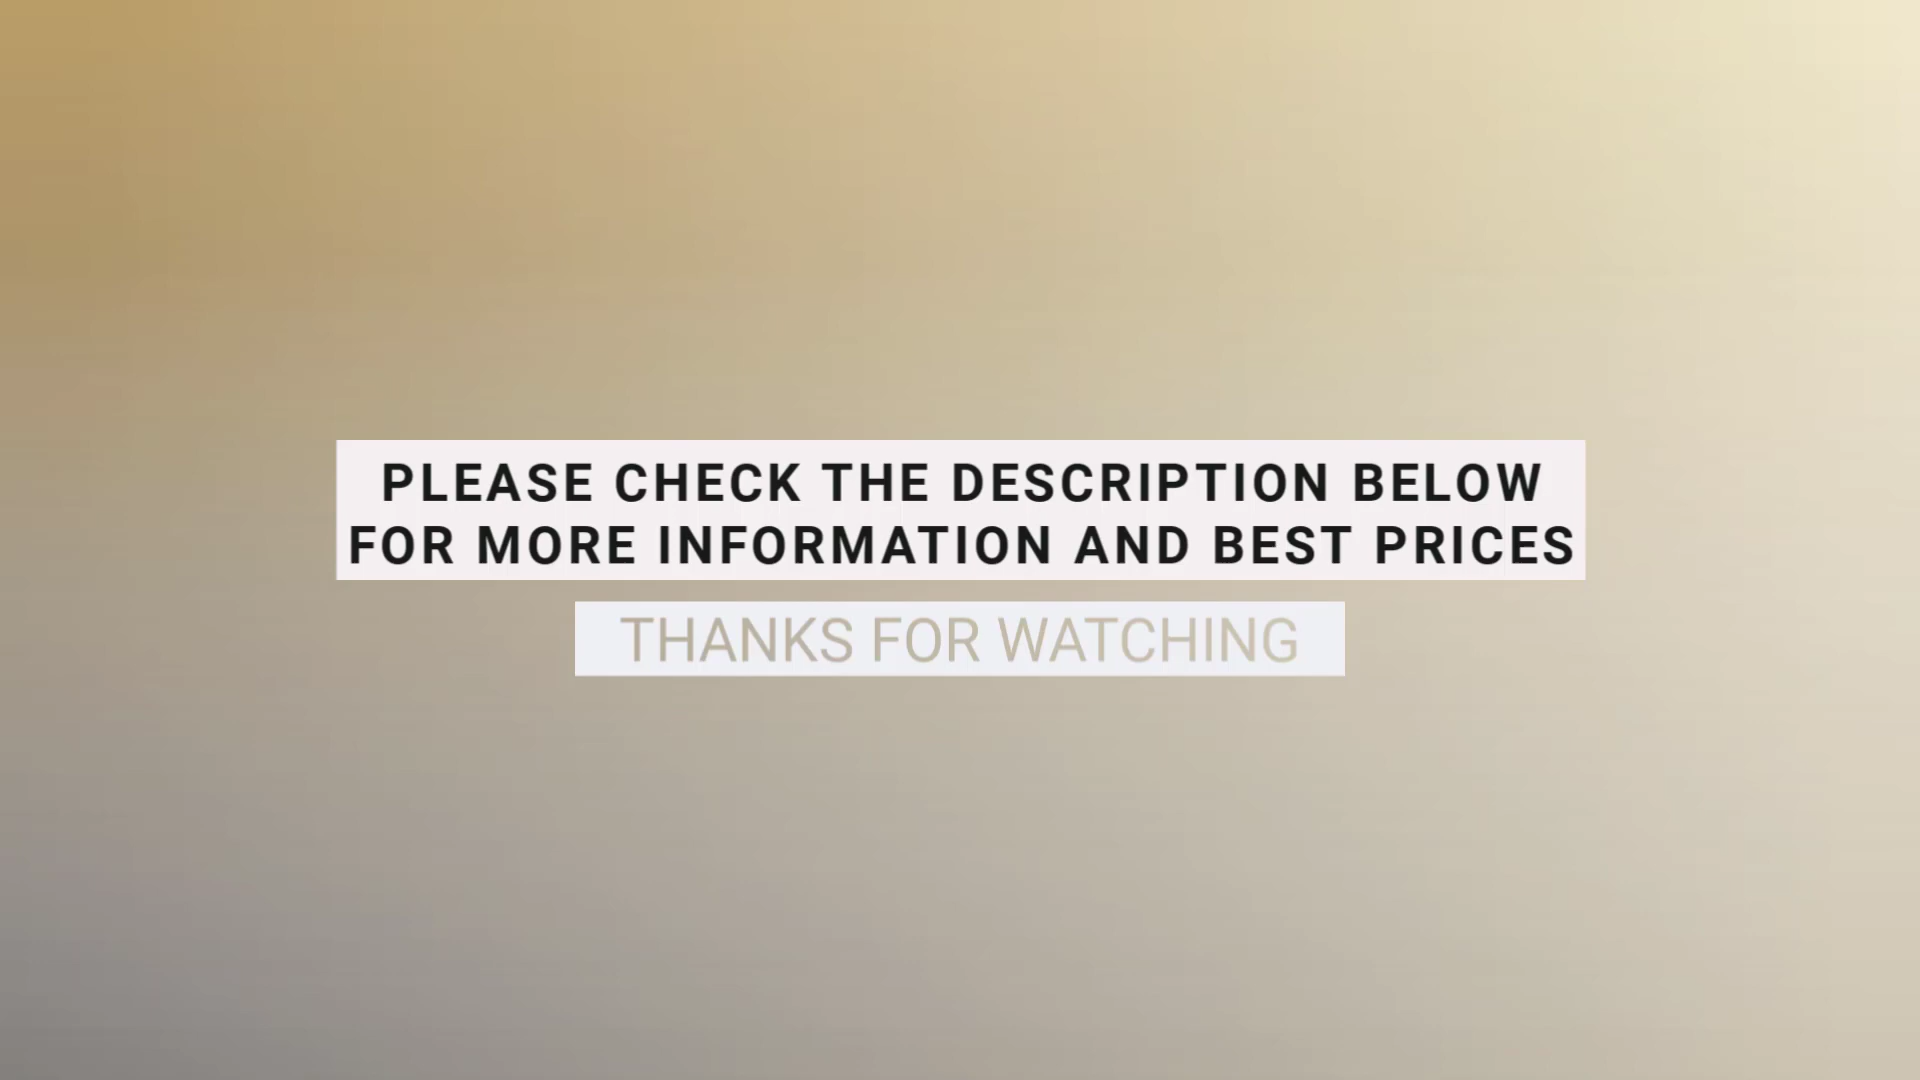 PLEASE CHECK THE DESCRIPTION BELOW
FOR MORE INFORMATION AND BEST PRICES
THANKS FOR WATCHING